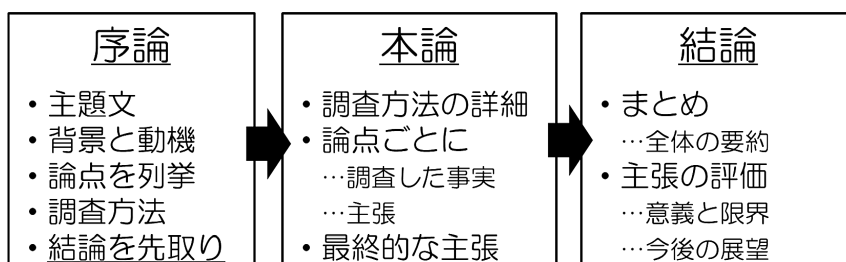 序論
・主題文
・背景と動機
・論点を列挙
・調査方法
・結論を先取り
本論
・調査方法の詳細
・論点ごとに
…調査した事実
…主張
・最終的な主張
結論
・まとめ
…全体の要約
・主張の評価
…意義と限界
…今後の展望